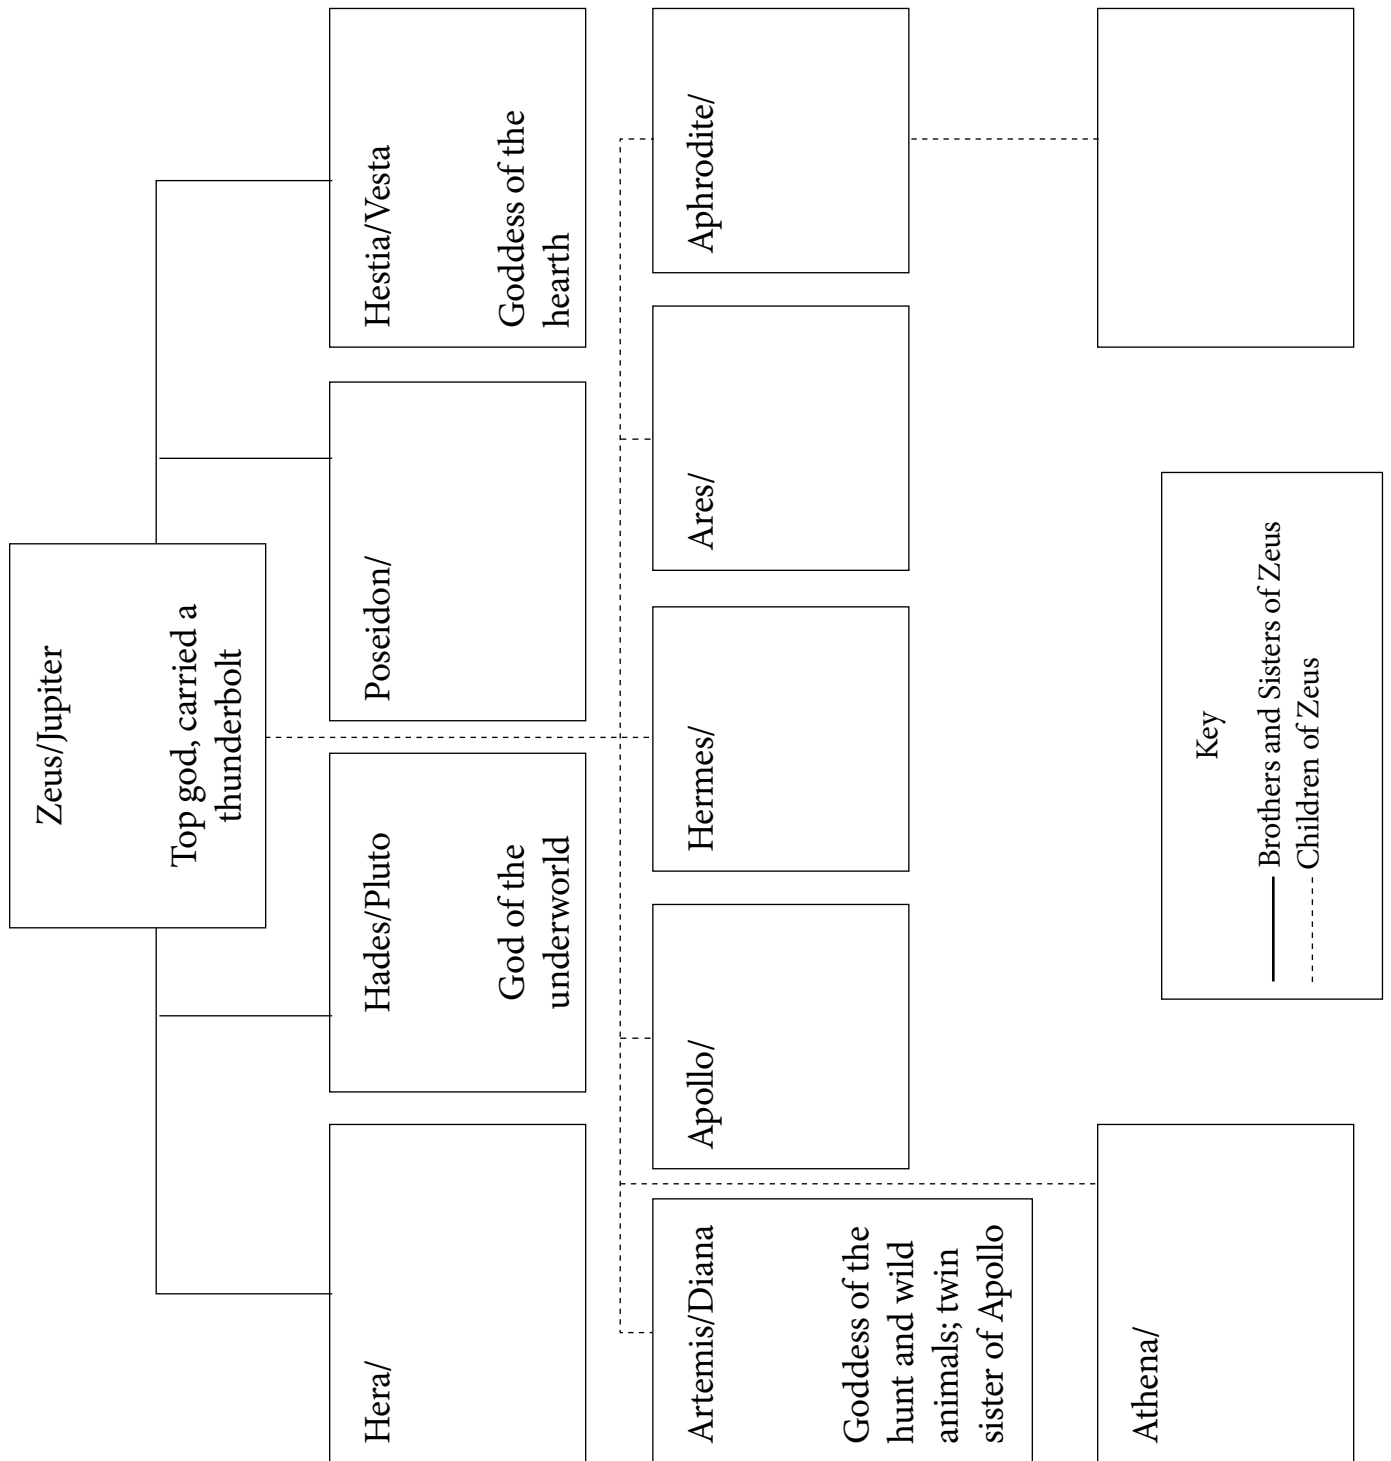 Zeus/Jupiter
Top god, carried a
thunderbolt
Hera/
Hades/Pluto
God of the
underworld
Poseidon/
Hestia/Vesta
Goddess of the
hearth
Artemis/Diana
Goddess of the
hunt and wild
animals; twin
sister of Apollo
Apollo/
Hermes/
Ares/
Aphrodite/
Athena/
Key
Brothers and Sisters of Zeus
Children of Zeus